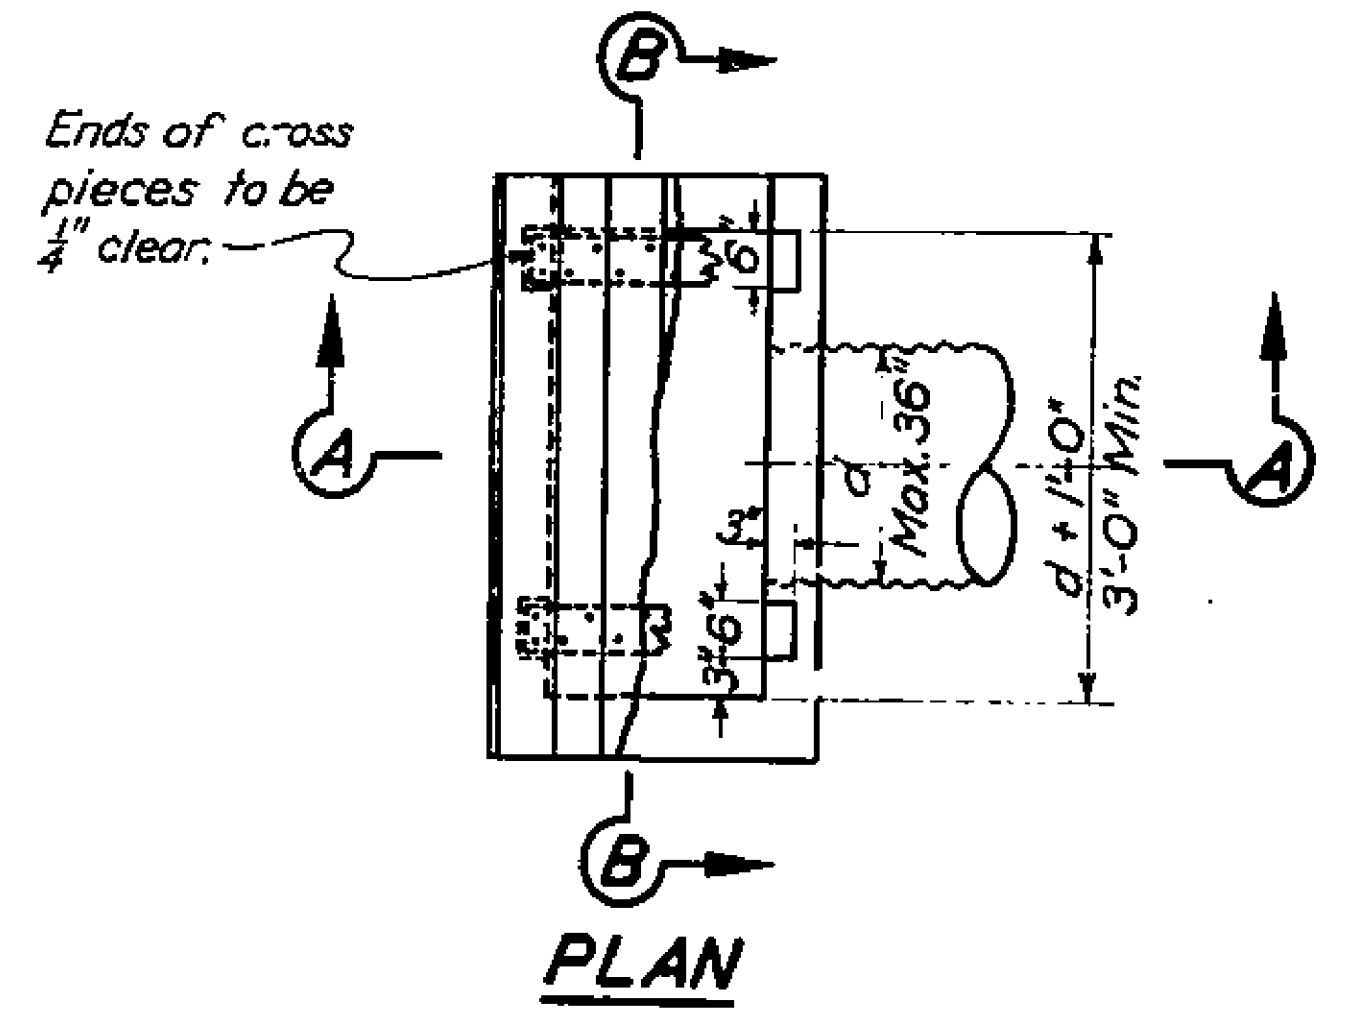 B
Ends of cross
pieces to be
1/4" clear.
6"
A
d
Max. 36"
d + 1'-0"
3'-0" Min.
A
3"
6"
3"
B
PLAN